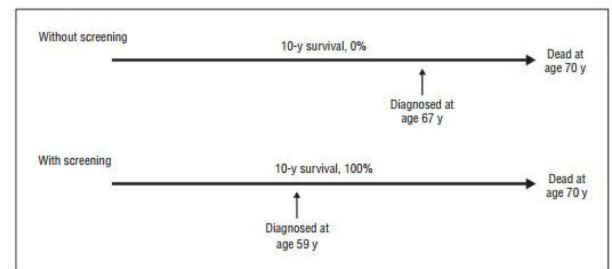 Without screening
10-y survival, 0%
Dead at
age 70 y
Diagnosed at
age 67 y
With screening
10-y survival, 100%
Dead at
age 70 y
Diagnosed at
age 59 y